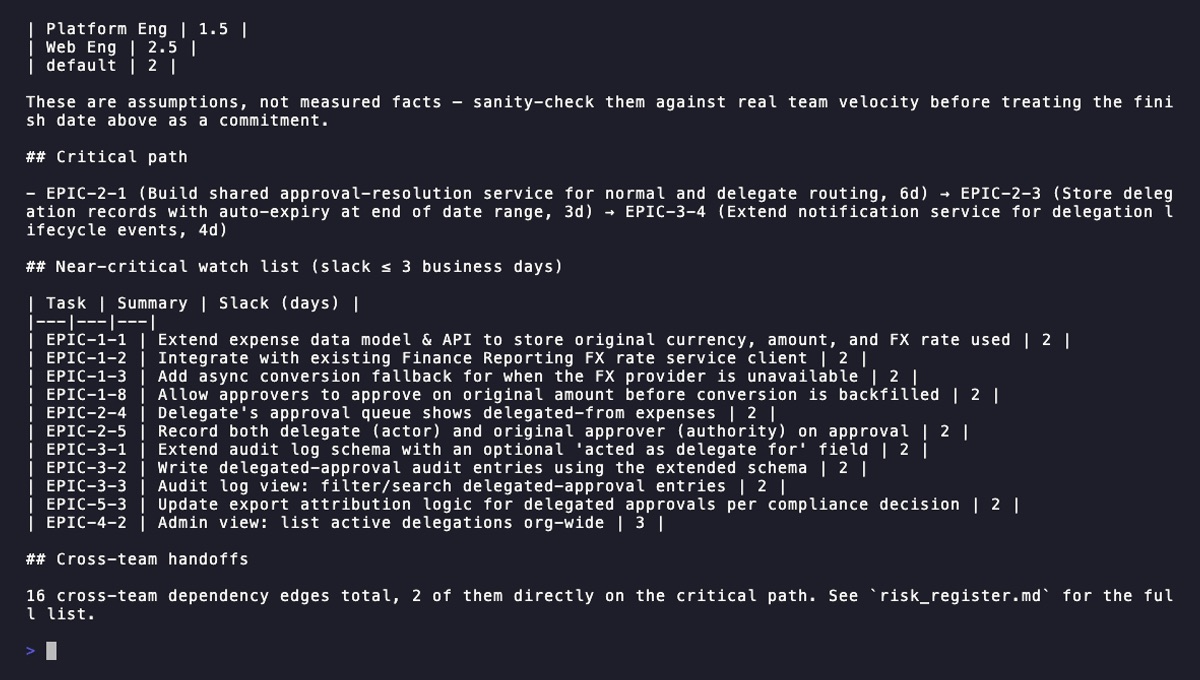 | Platform Eng | 1.5 |
| Web Eng | 2.5 |
| default | 2 |
These are assumptions, not measured facts — sanity-check them against real team velocity before treating the fini
sh date above as a commitment.
## Critical path
- EPIC-2-1 (Build shared approval-resolution service for normal and delegate routing, 6d) → EPIC-2-3 (Store deleg
ation records with auto-expiry at end of date range, 3d) → EPIC-3-4 (Extend notification service for delegation l
ifecycle events, 4d)
## Near-critical watch list (slack ≤ 3 business days)
| Task | Summary | Slack (days) |
|---|---|---|
| EPIC-1-1 | Extend expense data model & API to store original currency, amount, and FX rate used | 2 |
| EPIC-1-2 | Integrate with existing Finance Reporting FX rate service client | 2 |
| EPIC-1-3 | Add async conversion fallback for when the FX provider is unavailable | 2 |
| EPIC-1-8 | Allow approvers to approve on original amount before conversion is backfilled | 2 |
| EPIC-2-4 | Delegate's approval queue shows delegated-from expenses | 2 |
| EPIC-2-5 | Record both delegate (actor) and original approver (authority) on approval | 2 |
| EPIC-3-1 | Extend audit log schema with an optional 'acted as delegate for' field | 2 |
| EPIC-3-2 | Write delegated-approval audit entries using the extended schema | 2 |
| EPIC-3-3 | Audit log view: filter/search delegated-approval entries | 2 |
| EPIC-5-3 | Update export attribution logic for delegated approvals per compliance decision | 2 |
| EPIC-4-2 | Admin view: list active delegations org-wide | 3 |
## Cross-team handoffs
16 cross-team dependency edges total, 2 of them directly on the critical path. See `risk_register.md` for the ful
l list.
>